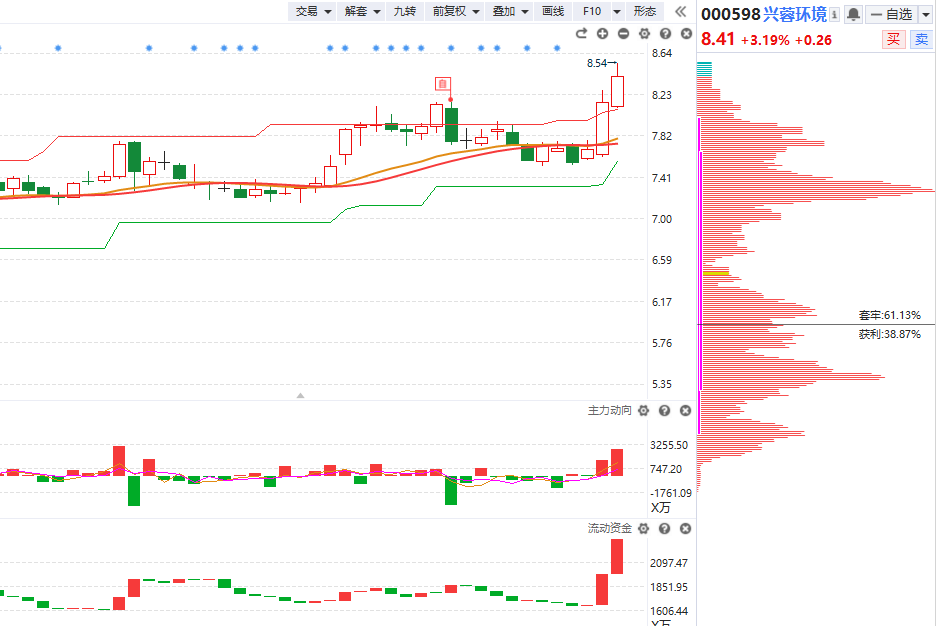 交易 解套 九转 前复权 叠加 画线 F10 形态
000598 兴蓉环境 自选
8.41 +3.19% +0.26 买 卖
8.64
8.54
8.23
7.82
7.41
7.00
6.59
6.17
5.76
5.35
套牢:61.13%
获利:38.87%
主力动向
3255.50
747.20
-1761.09
X万
流动资金
2097.47
1851.95
1606.44
X万